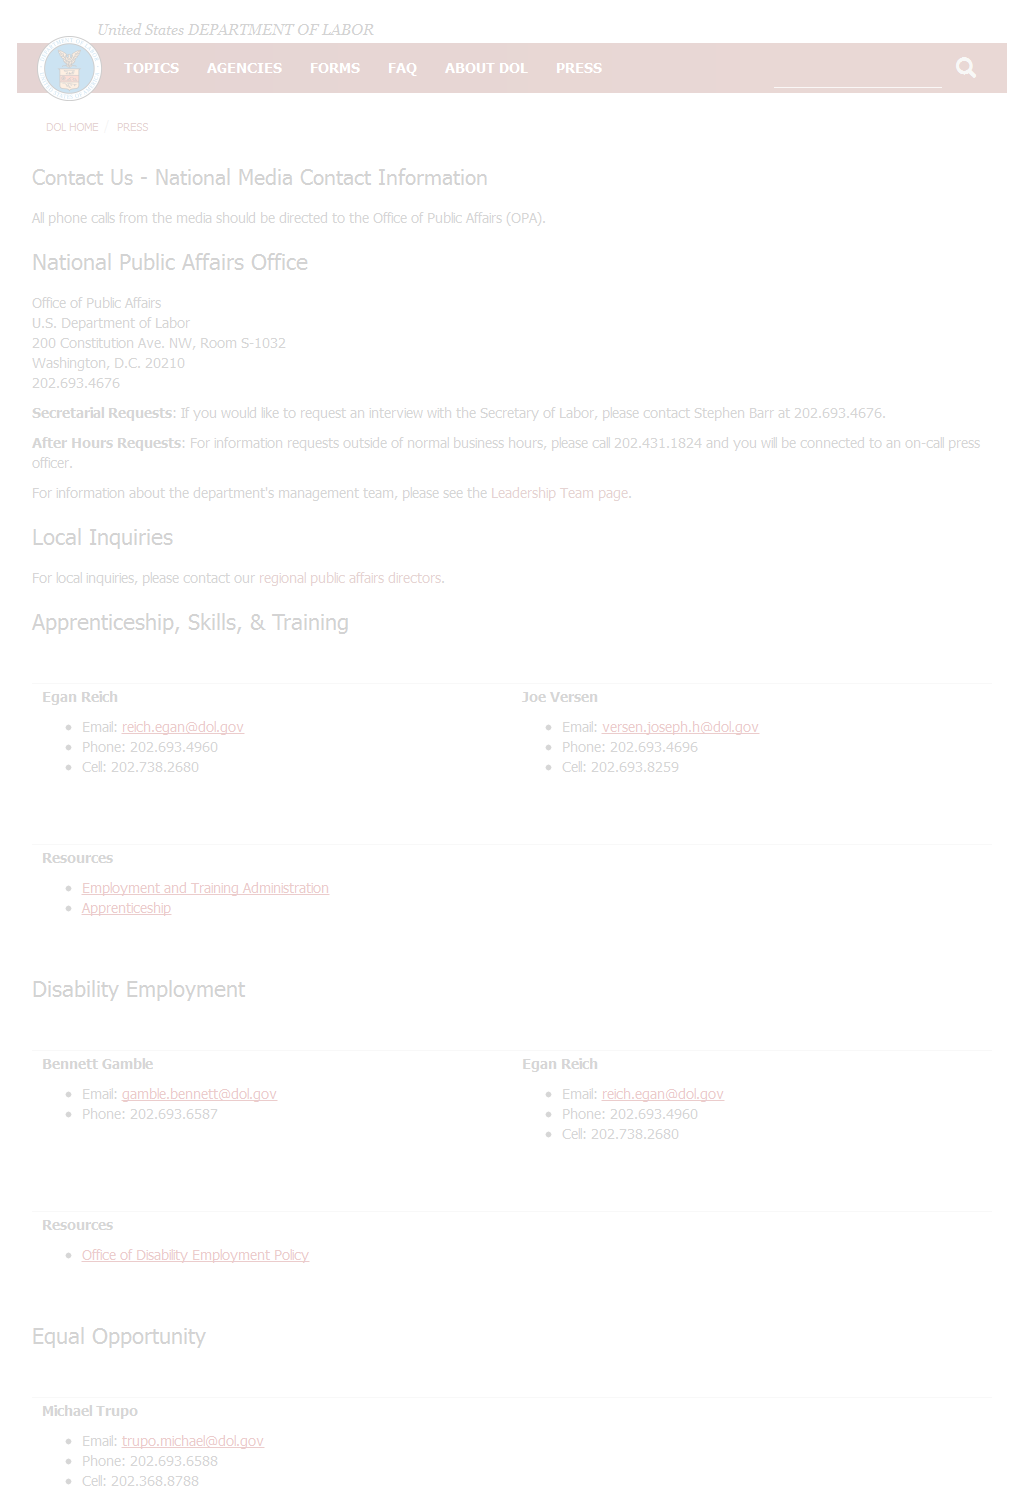 United States DEPARTMENT OF LABOR
TOPICS AGENCIES FORMS FAQ ABOUT DOL PRESS
DOL HOME / PRESS
Contact Us - National Media Contact Information
All phone calls from the media should be directed to the Office of Public Affairs (OPA).
National Public Affairs Office
Office of Public Affairs
U.S. Department of Labor
200 Constitution Ave. NW, Room S-1032
Washington, D.C. 20210
202.693.4676
Secretarial Requests: If you would like to request an interview with the Secretary of Labor, please contact Stephen Barr at 202.693.4676.
After Hours Requests: For information requests outside of normal business hours, please call 202.431.1824 and you will be connected to an on-call press
officer.
For information about the department's management team, please see the Leadership Team page.
Local Inquiries
For local inquiries, please contact our regional public affairs directors.
Apprenticeship, Skills, & Training
Egan Reich
• Email: reich.egan@dol.gov
• Phone: 202.693.4960
• Cell: 202.738.2680
Joe Versen
• Email: versen.joseph.h@dol.gov
• Phone: 202.693.4696
• Cell: 202.693.8259
Resources
• Employment and Training Administration
• Apprenticeship
Disability Employment
Bennett Gamble
• Email: gamble.bennett@dol.gov
• Phone: 202.693.6587
Egan Reich
• Email: reich.egan@dol.gov
• Phone: 202.693.4960
• Cell: 202.738.2680
Resources
• Office of Disability Employment Policy
Equal Opportunity
Michael Trupo
• Email: trupo.michael@dol.gov
• Phone: 202.693.6588
• Cell: 202.368.8788